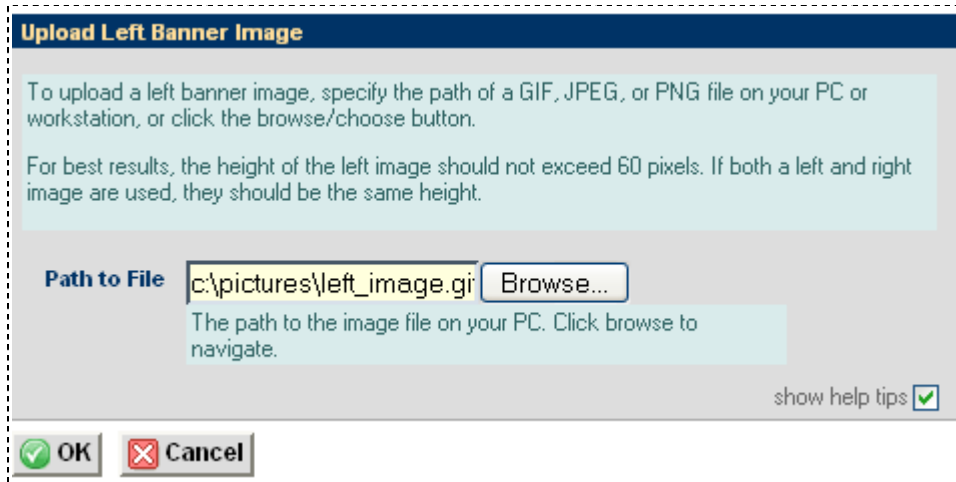 Upload Left Banner Image
To upload a left banner image, specify the path of a GIF, JPEG, or PNG file on your PC or
workstation, or click the browse/choose button.
For best results, the height of the left image should not exceed 60 pixels. If both a left and right
image are used, they should be the same height.
Path to File c:\pictures\left_image.gi Browse...
The path to the image file on your PC. Click browse to
navigate.
show help tips
OK Cancel